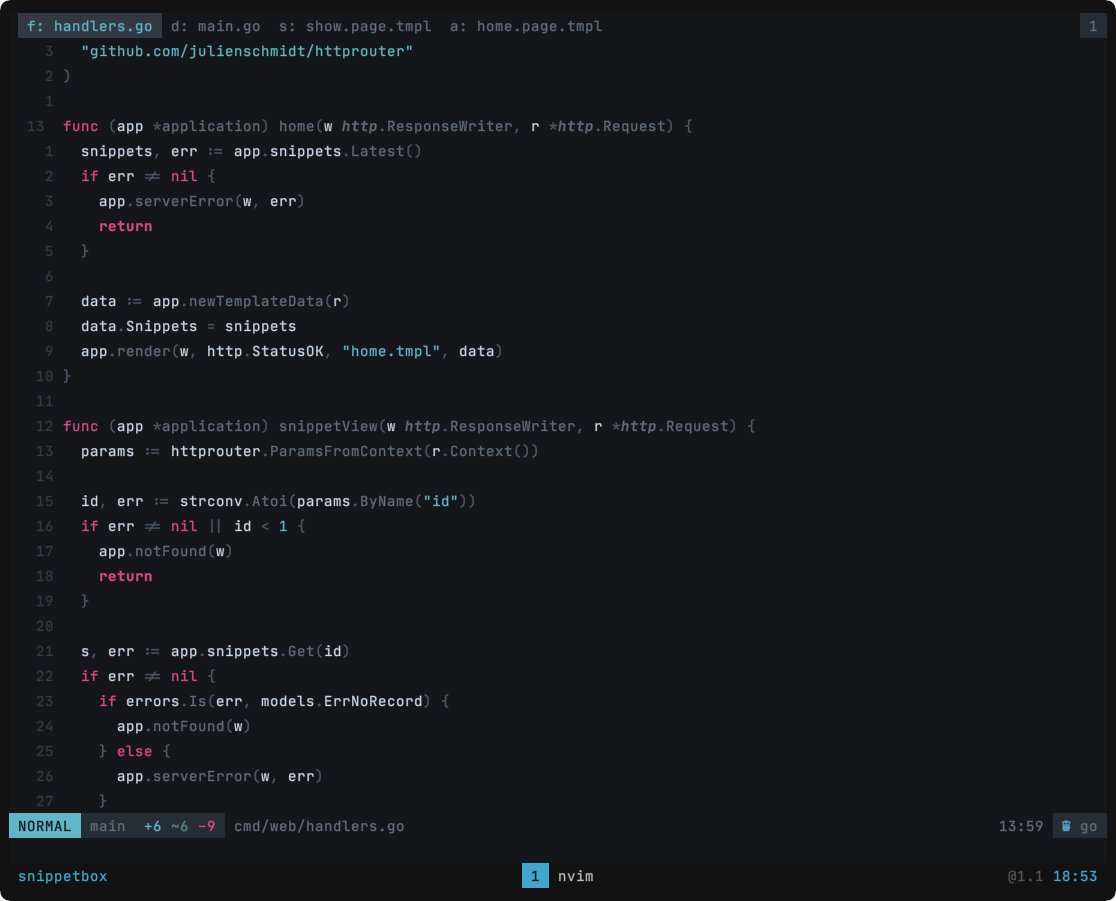 f: handlers.go d: main.go s: show.page.tmpl a: home.page.tmpl 1
3 "github.com/julienschmidt/httprouter"
2 )
1
13 func (app *application) home(w http.ResponseWriter, r *http.Request) {
1 snippets, err := app.snippets.Latest()
2 if err != nil {
3 app.serverError(w, err)
4 return
5 }
6
7 data := app.newTemplateData(r)
8 data.Snippets = snippets
9 app.render(w, http.StatusOK, "home.tmpl", data)
10 }
11
12 func (app *application) snippetView(w http.ResponseWriter, r *http.Request) {
13 params := httprouter.ParamsFromContext(r.Context())
14
15 id, err := strconv.Atoi(params.ByName("id"))
16 if err != nil || id < 1 {
17 app.notFound(w)
18 return
19 }
20
21 s, err := app.snippets.Get(id)
22 if err != nil {
23 if errors.Is(err, models.ErrNoRecord) {
24 app.notFound(w)
25 } else {
26 app.serverError(w, err)
27 }
NORMAL main +6 ~6 -9 cmd/web/handlers.go 13:59 go
snippetbox 1 nvim @1.1 18:53